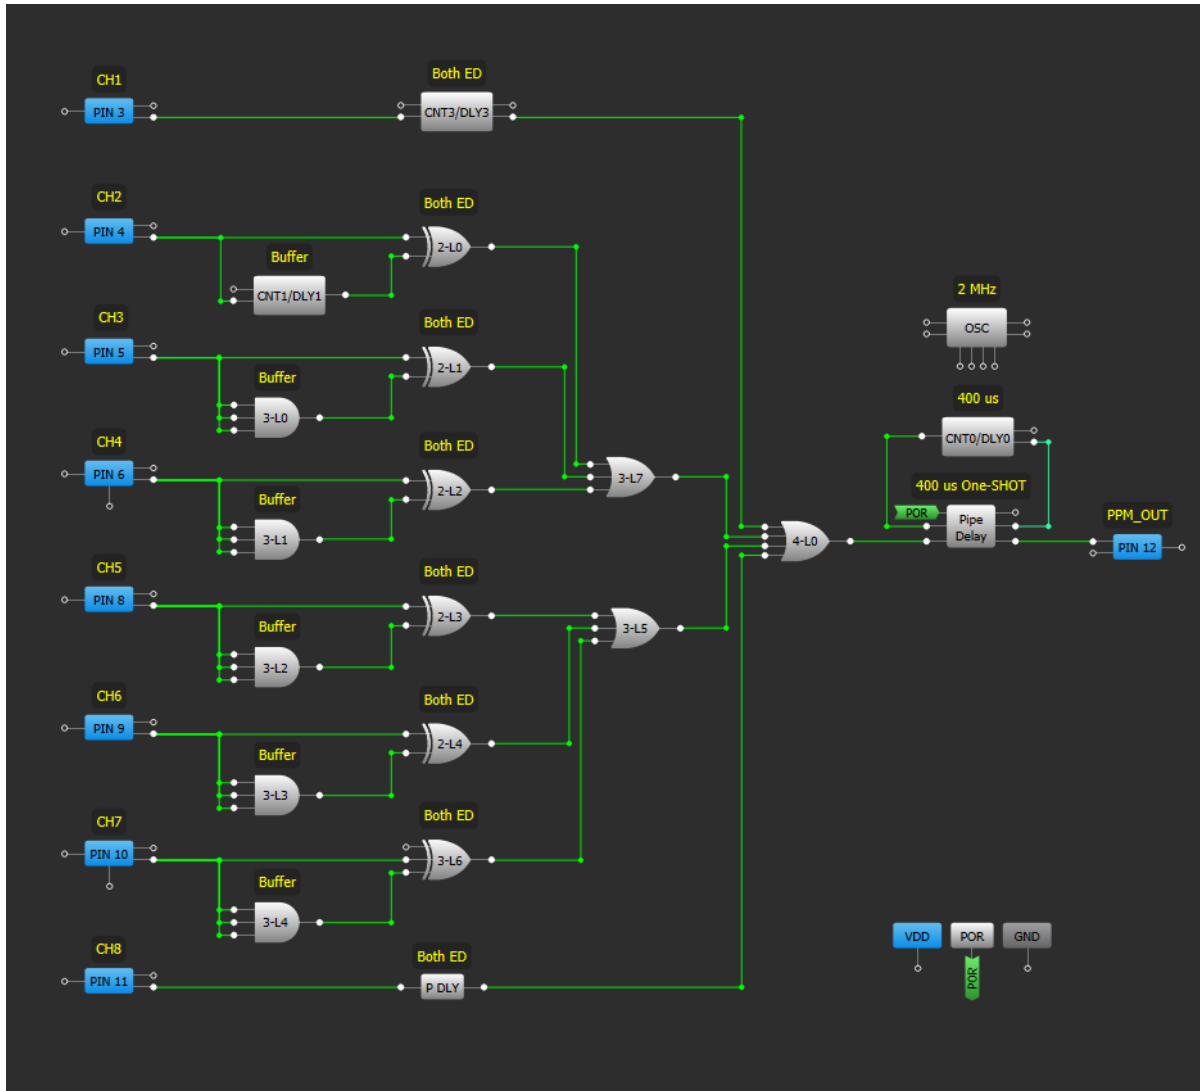 CH1
Both ED
PIN 3
CNT3/DLY3
CH2
Both ED
PIN 4
2-L0
Buffer
CNT1/DLY1
2 MHz
OSC
CH3
Both ED
PIN 5
2-L1
Buffer
3-L0
400 us
CNT0/DLY0
CH4
Both ED
PIN 6
2-L2
3-L7
Buffer
3-L1
400 us One-SHOT
POR
Pipe
Delay
PPM_OUT
PIN 12
4-L0
CH5
Both ED
PIN 8
2-L3
3-L5
Buffer
3-L2
CH6
Both ED
PIN 9
2-L4
Buffer
3-L3
CH7
Both ED
PIN 10
3-L6
Buffer
3-L4
VDD
POR
GND
POR
CH8
Both ED
PIN 11
P DLY